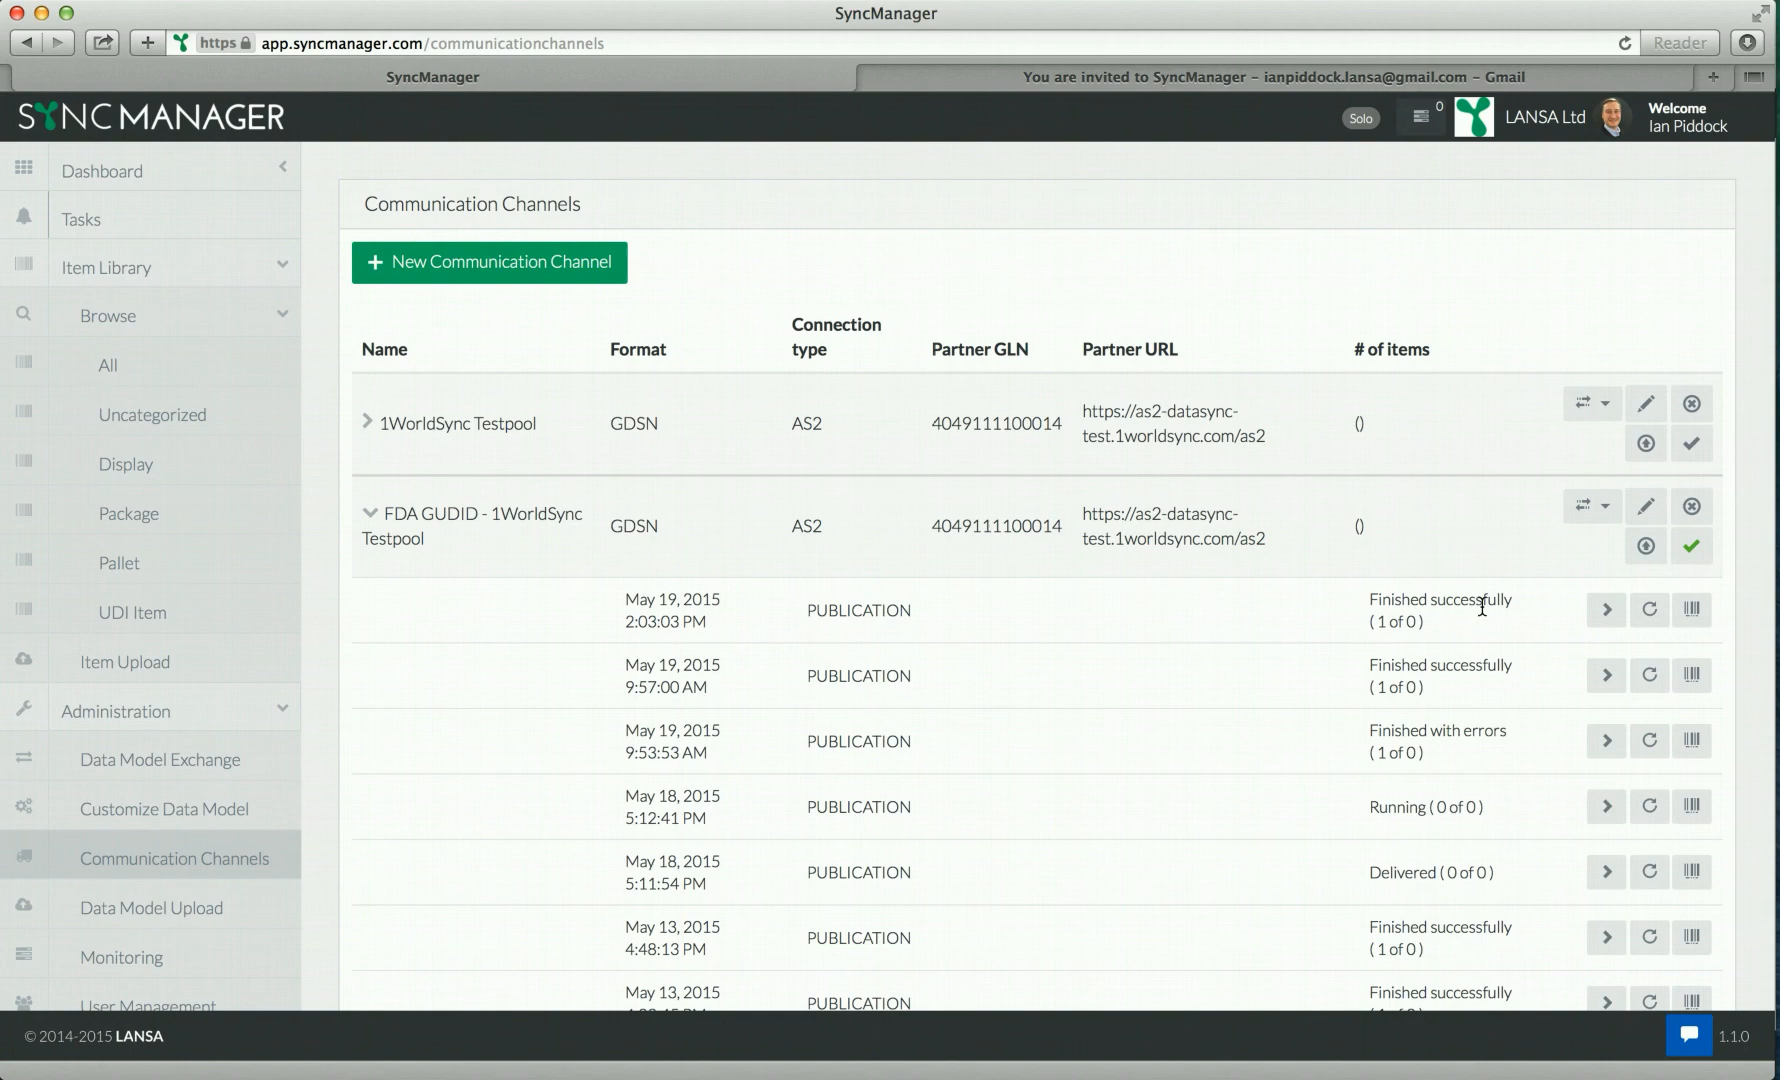 SyncManager
https app.syncmanager.com/communicationchannels
Reader
SyncManager
You are invited to SyncManager – ianpiddock.lansa@gmail.com – Gmail
SYNC MANAGER
Solo
0
LANSA Ltd
Welcome
Ian Piddock
Dashboard
Tasks
Item Library
Browse
All
Uncategorized
Display
Package
Pallet
UDI Item
Item Upload
Administration
Data Model Exchange
Customize Data Model
Communication Channels
Data Model Upload
Monitoring
User Management
Communication Channels
+ New Communication Channel
Name
Format
Connection
type
Partner GLN
Partner URL
# of items
1WorldSync Testpool
GDSN
AS2
4049111100014
https://as2-datasync-
test.1worldsync.com/as2
()
FDA GUDID - 1WorldSync
Testpool
GDSN
AS2
4049111100014
https://as2-datasync-
test.1worldsync.com/as2
()
May 19, 2015
2:03:03 PM
PUBLICATION
Finished successfully
( 1 of 0 )
May 19, 2015
9:57:00 AM
PUBLICATION
Finished successfully
( 1 of 0 )
May 19, 2015
9:53:53 AM
PUBLICATION
Finished with errors
( 1 of 0 )
May 18, 2015
5:12:41 PM
PUBLICATION
Running ( 0 of 0 )
May 18, 2015
5:11:54 PM
PUBLICATION
Delivered ( 0 of 0 )
May 13, 2015
4:48:13 PM
PUBLICATION
Finished successfully
( 1 of 0 )
May 13, 2015
PUBLICATION
Finished successfully
© 2014-2015 LANSA
1.1.0